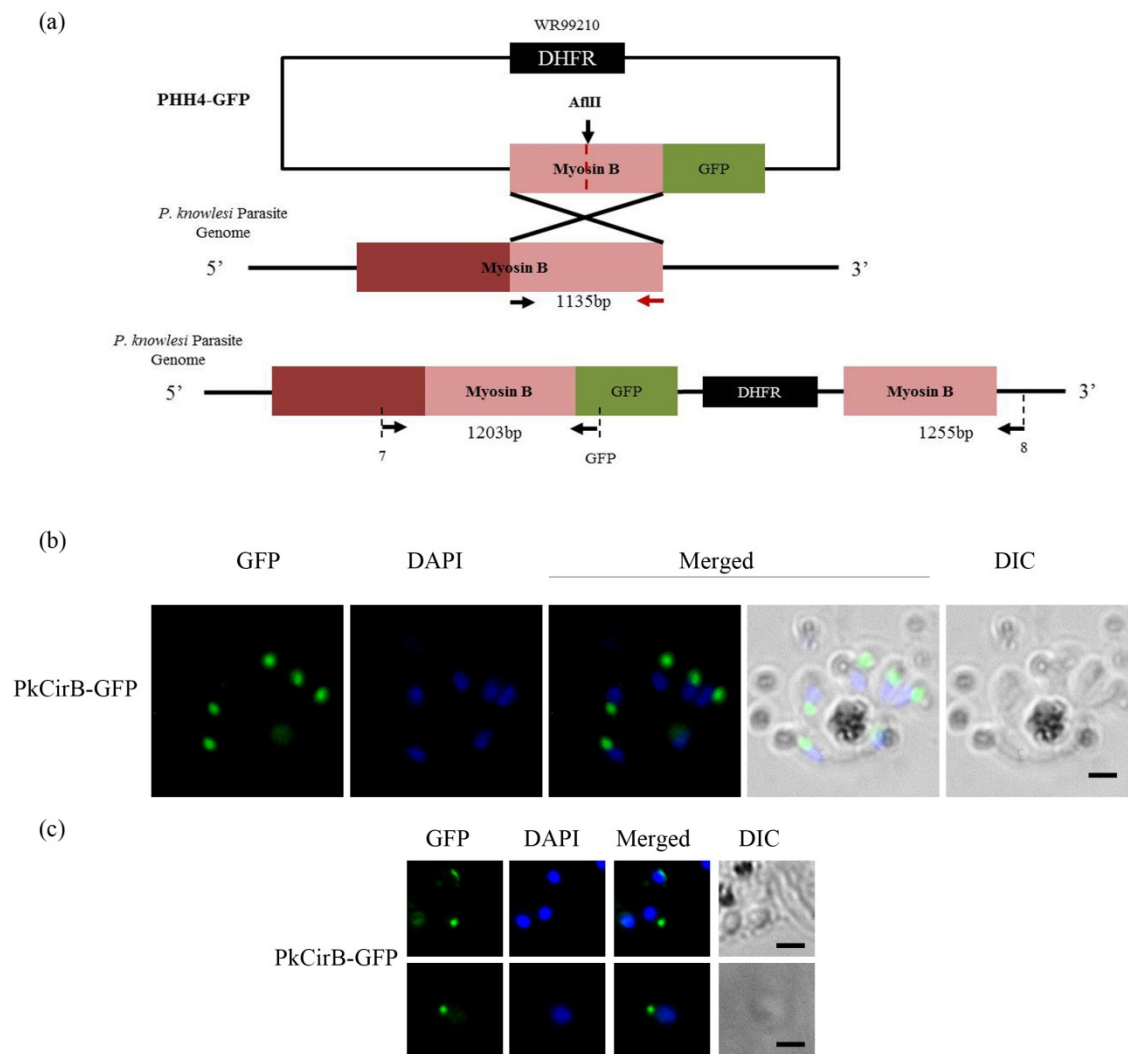 (a)
WR99210
DHFR
PHH4-GFP
AflII
Myosin B
GFP
P. knowlesi Parasite
Genome
5’
Myosin B
3’
1135bp
P. knowlesi Parasite
Genome
5’
Myosin B
GFP
DHFR
Myosin B
3’
1203bp
1255bp
7
GFP
8
(b)
GFP
DAPI
Merged
DIC
PkCirB-GFP
(c)
GFP
DAPI
Merged
DIC
PkCirB-GFP